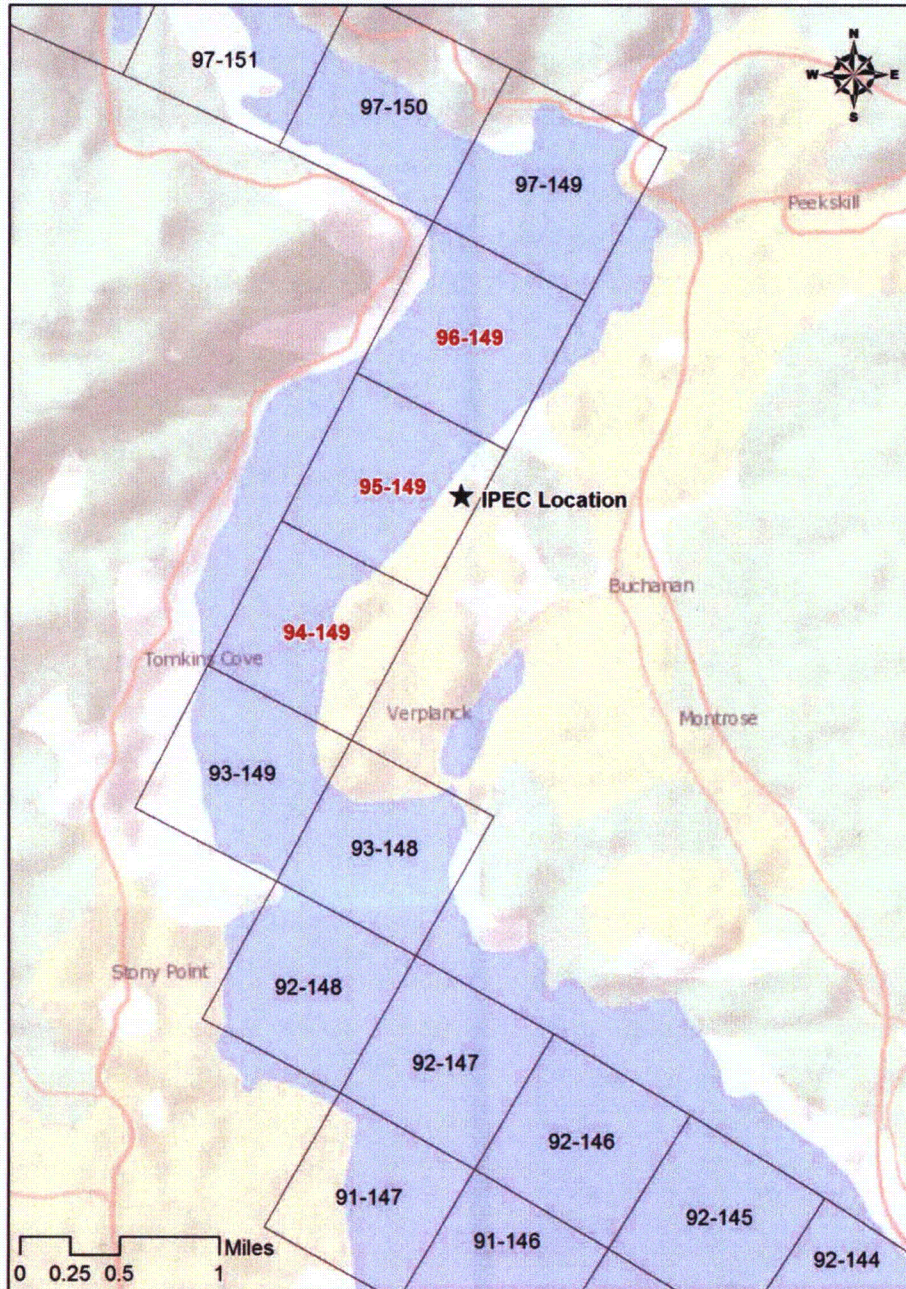 N
W E
S
97-151
97-150
97-149
Peekskill
96-149
95-149
IPEC Location
Buchanan
94-149
Tomkins Cove
Verplanck
Montrose
93-149
93-148
Stony Point
92-148
92-147
92-146
91-147
92-145
91-146
92-144
Miles
0 0.25 0.5 1